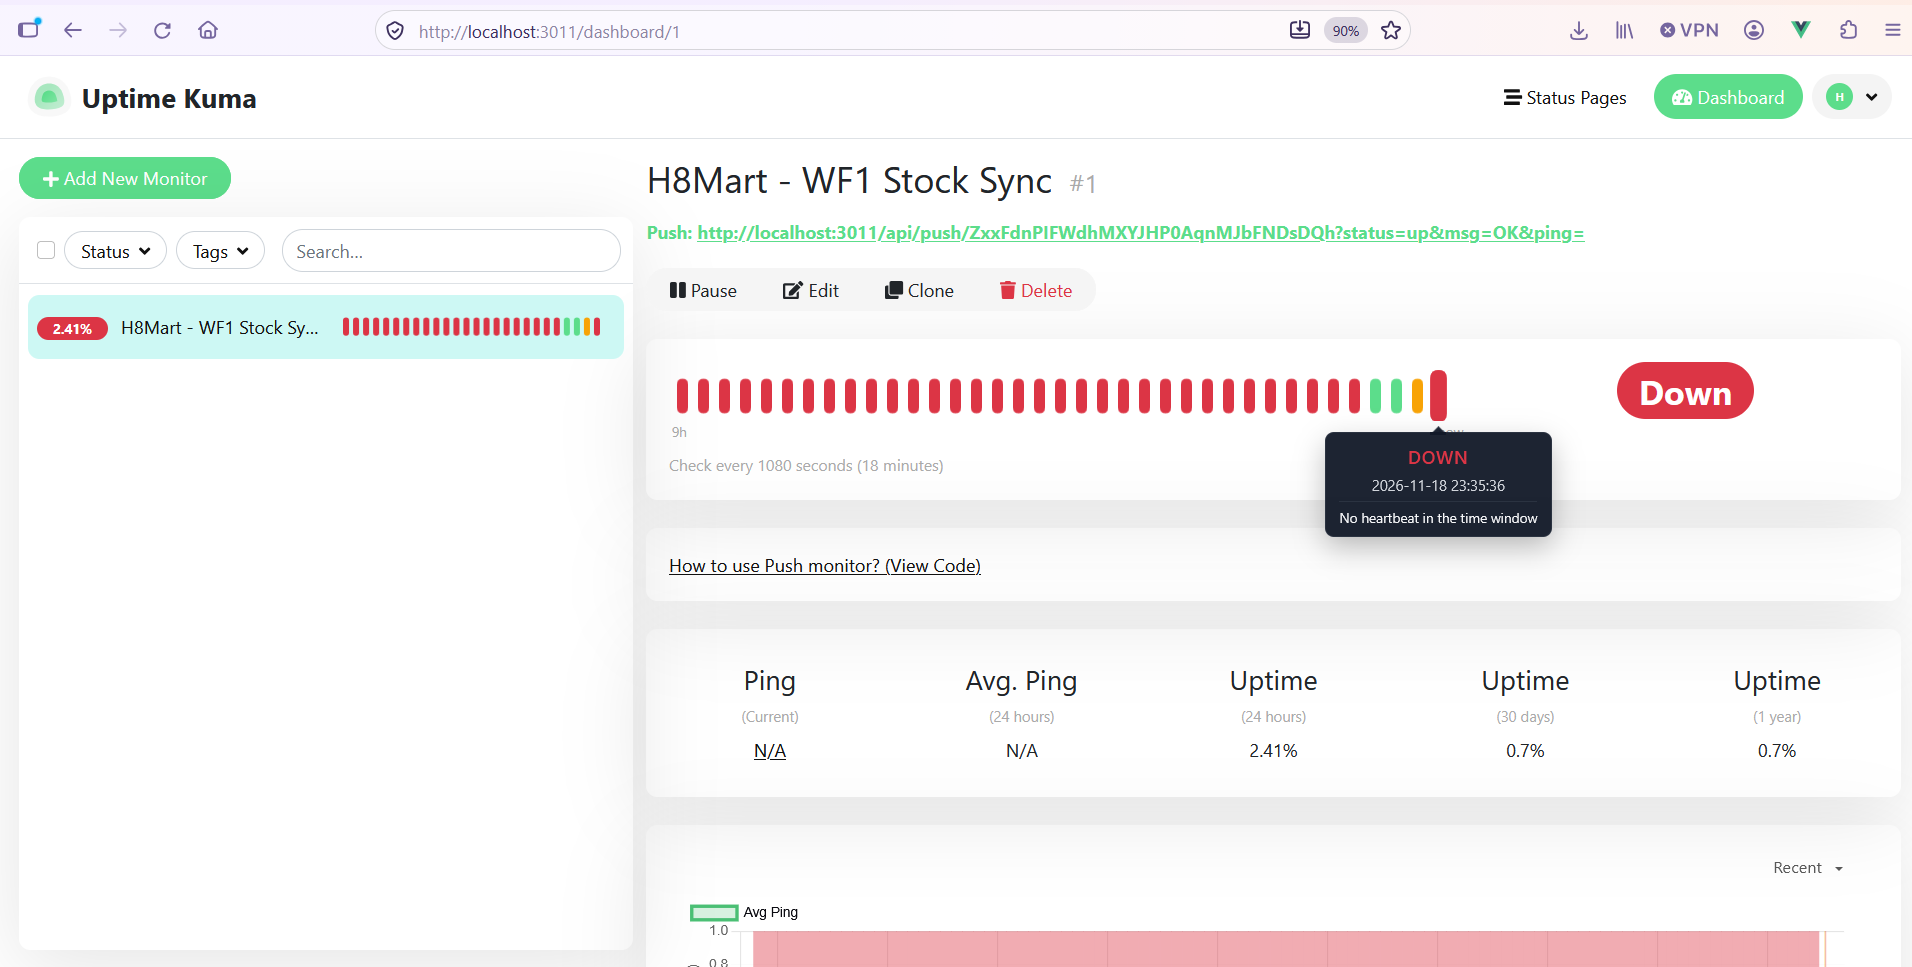 http://localhost:3011/dashboard/1
90%
VPN
Uptime Kuma
Status Pages
Dashboard
H
Add New Monitor
Status
Tags
Search...
2.41%
H8Mart - WF1 Stock Sy...
H8Mart - WF1 Stock Sync #1
Push: http://localhost:3011/api/push/ZxxFdnPIFWdhMXYJHP0AqnMJbFNDsDQh?status=up&msg=OK&ping=
Pause
Edit
Clone
Delete
9h
Check every 1080 seconds (18 minutes)
Down
DOWN
2026-11-18 23:35:36
No heartbeat in the time window
How to use Push monitor? (View Code)
Ping
(Current)
N/A
Avg. Ping
(24 hours)
N/A
Uptime
(24 hours)
2.41%
Uptime
(30 days)
0.7%
Uptime
(1 year)
0.7%
Recent
Avg Ping
1.0
0.8